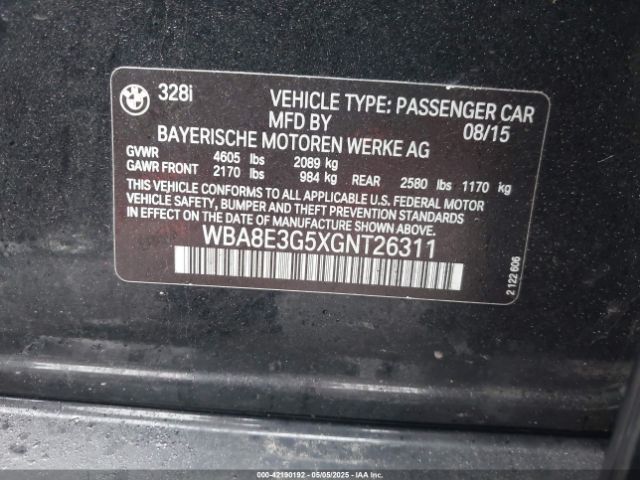 BMW
328i
VEHICLE TYPE: PASSENGER CAR
MFD BY 08/15
BAYERISCHE MOTOREN WERKE AG
GVWR 4605 lbs 2089 kg
GAWR FRONT 2170 lbs 984 kg REAR 2580 lbs 1170 kg
THIS VEHICLE CONFORMS TO ALL APPLICABLE U.S. FEDERAL MOTOR
VEHICLE SAFETY, BUMPER AND THEFT PREVENTION STANDARDS
IN EFFECT ON THE DATE OF MANUFACTURE SHOWN ABOVE.
WBA8E3G5XGNT26311
2 122 606
000-42190192 - 05/05/2025 - IAAI.COM